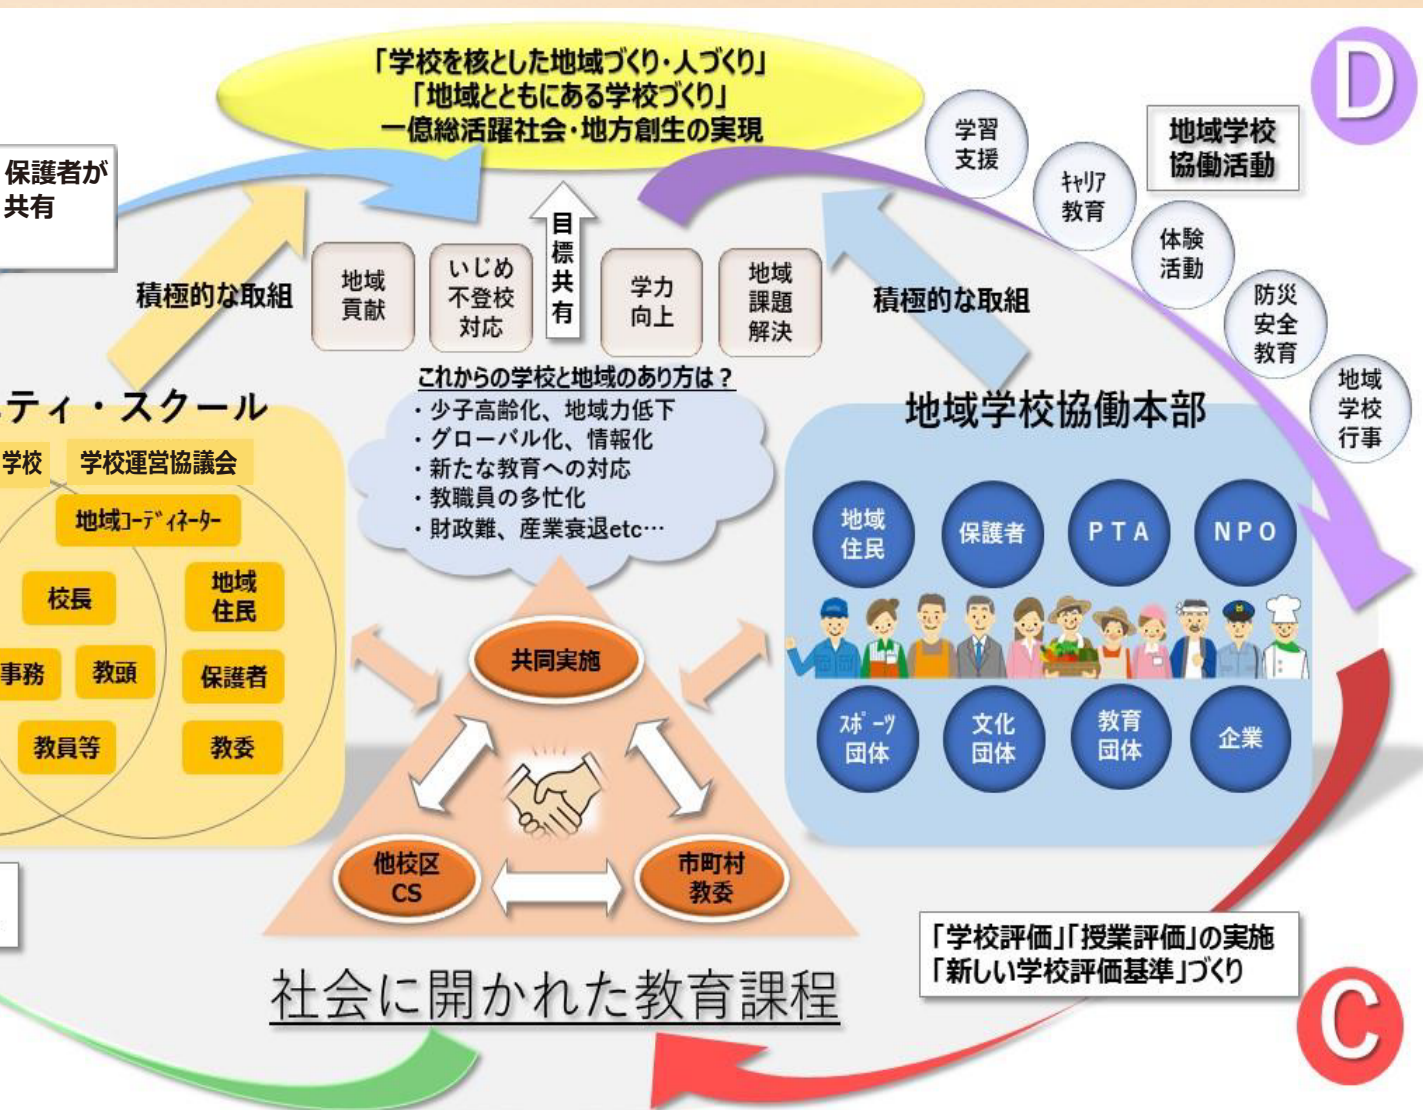 「学校を核とした地域づくり・人づくり」
「地域とともにある学校づくり」
一億総活躍社会・地方創生の実現
D
地域学校
協働活動
学習
支援
キャリア
教育
体験
活動
防災
安全
教育
地域
学校
行事
保護者が
共有
積極的な取組
地域
貢献
いじめ
不登校
対応
目標共有
学力
向上
地域
課題
解決
積極的な取組
これからの学校と地域のあり方は？
・少子高齢化、地域力低下
・グローバル化、情報化
・新たな教育への対応
・教職員の多忙化
・財政難、産業衰退etc…
ティ・スクール
学校
学校運営協議会
地域コーディネーター
校長
地域
住民
事務
教頭
保護者
教員等
教委
地域学校協働本部
地域
住民
保護者
ＰＴＡ
ＮＰＯ
スポーツ
団体
文化
団体
教育
団体
企業
共同実施
他校区
CS
市町村
教委
「学校評価」「授業評価」の実施
「新しい学校評価基準」づくり
社会に開かれた教育課程
C